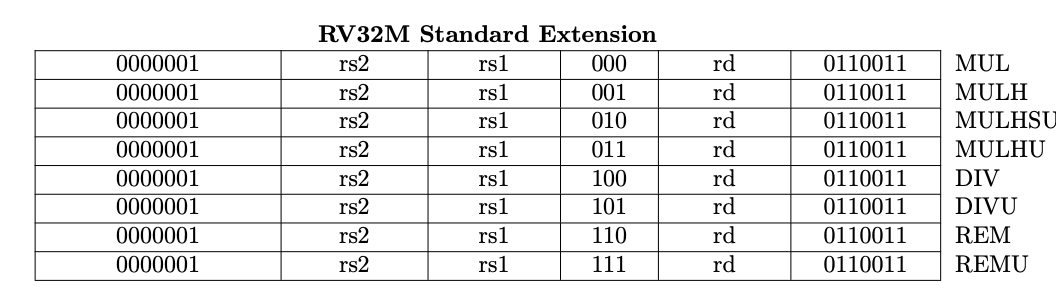 RV32M Standard Extension
0000001 rs2 rs1 000 rd 0110011 MUL
0000001 rs2 rs1 001 rd 0110011 MULH
0000001 rs2 rs1 010 rd 0110011 MULHSU
0000001 rs2 rs1 011 rd 0110011 MULHU
0000001 rs2 rs1 100 rd 0110011 DIV
0000001 rs2 rs1 101 rd 0110011 DIVU
0000001 rs2 rs1 110 rd 0110011 REM
0000001 rs2 rs1 111 rd 0110011 REMU